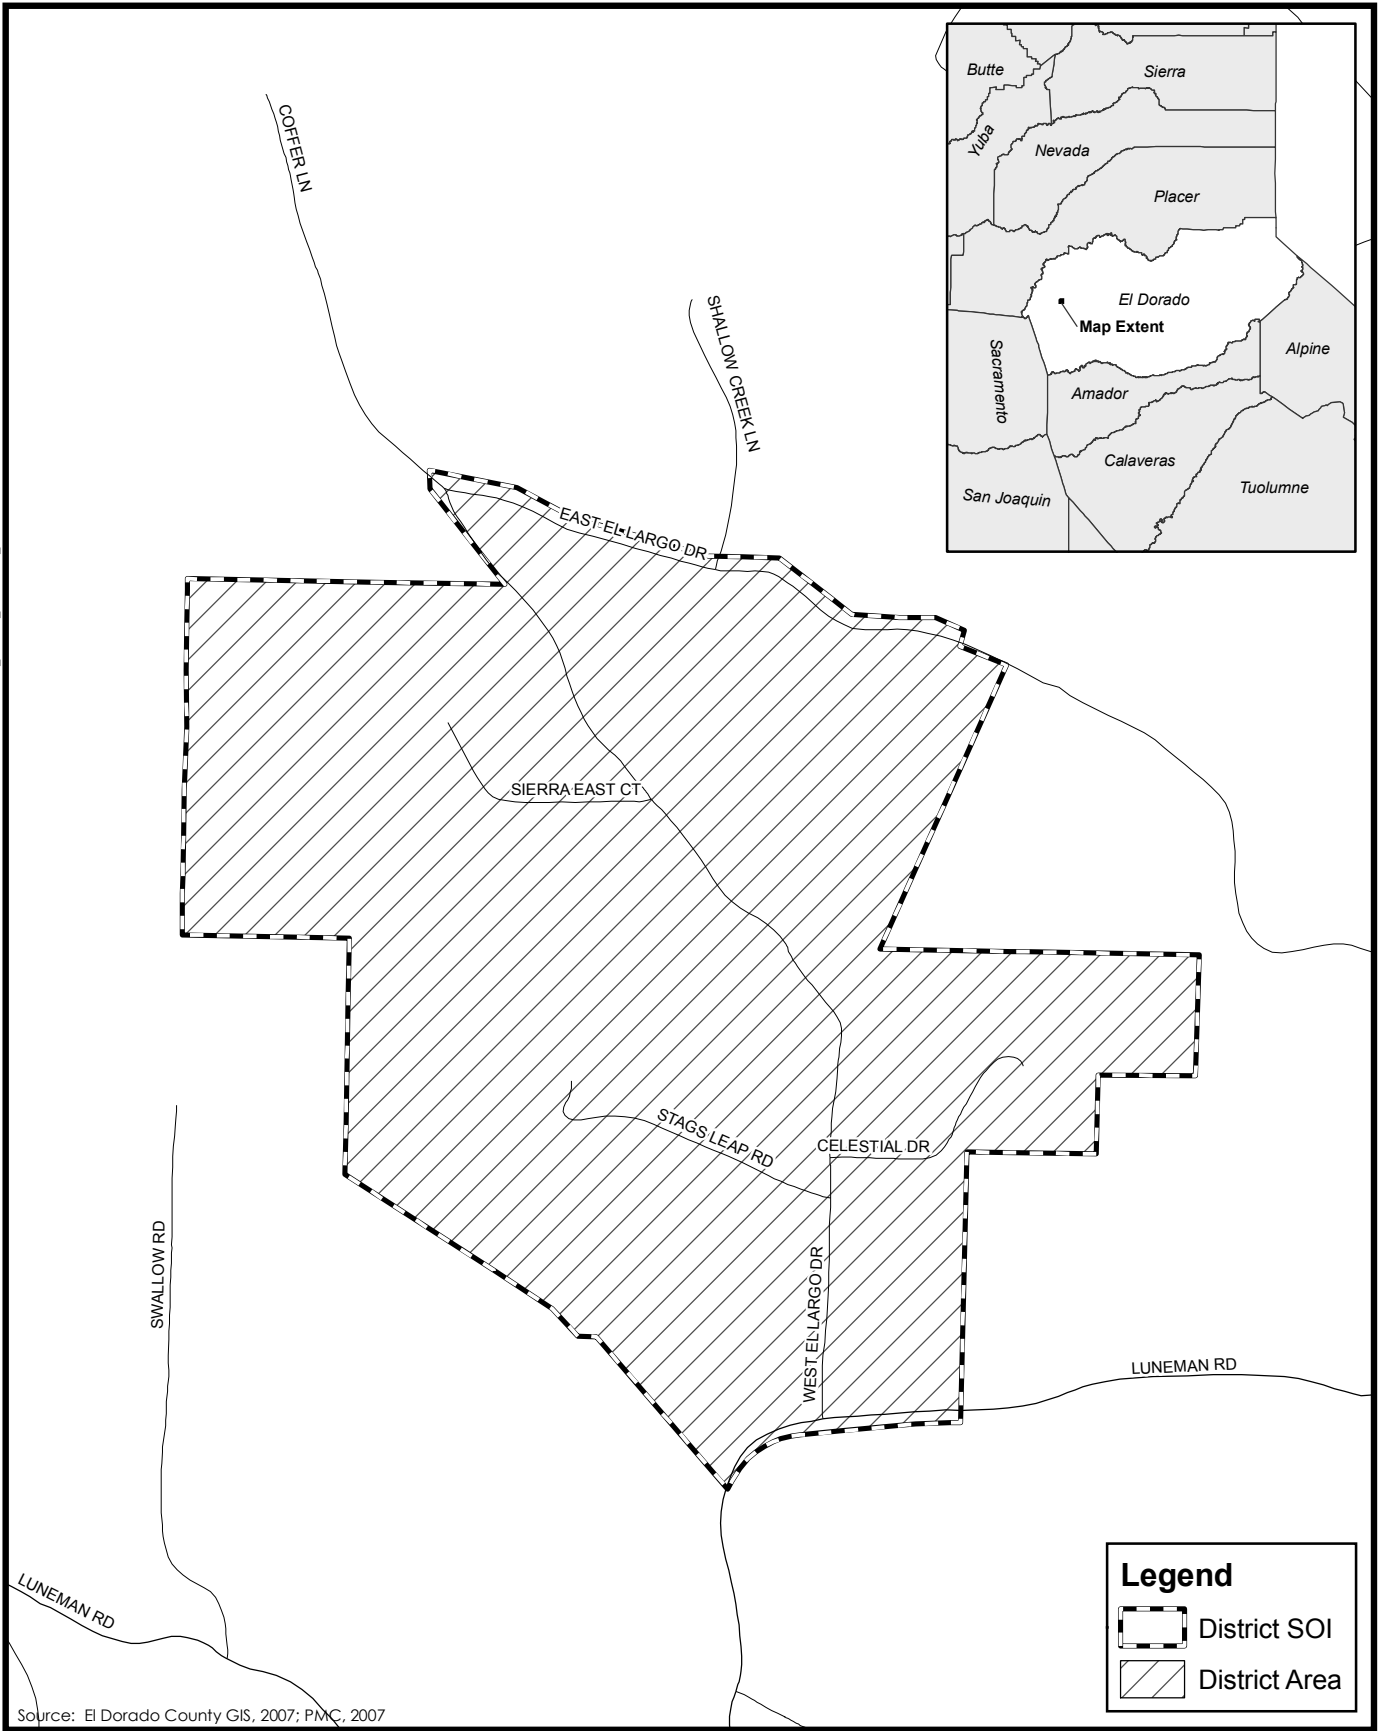 COFFER LN
SHALLOW CREEK LN
EAST EL LARGO DR
SIERRA EAST CT
STAGS LEAP RD
CELESTIAL DR
WEST EL LARGO DR
SWALLOW RD
LUNEMAN RD
LUNEMAN RD
Butte
Sierra
Yuba
Nevada
Placer
El Dorado
Map Extent
Sacramento
Alpine
Amador
Calaveras
San Joaquin
Tuolumne
Legend
District SOI
District Area
Source: El Dorado County GIS, 2007; PMC, 2007